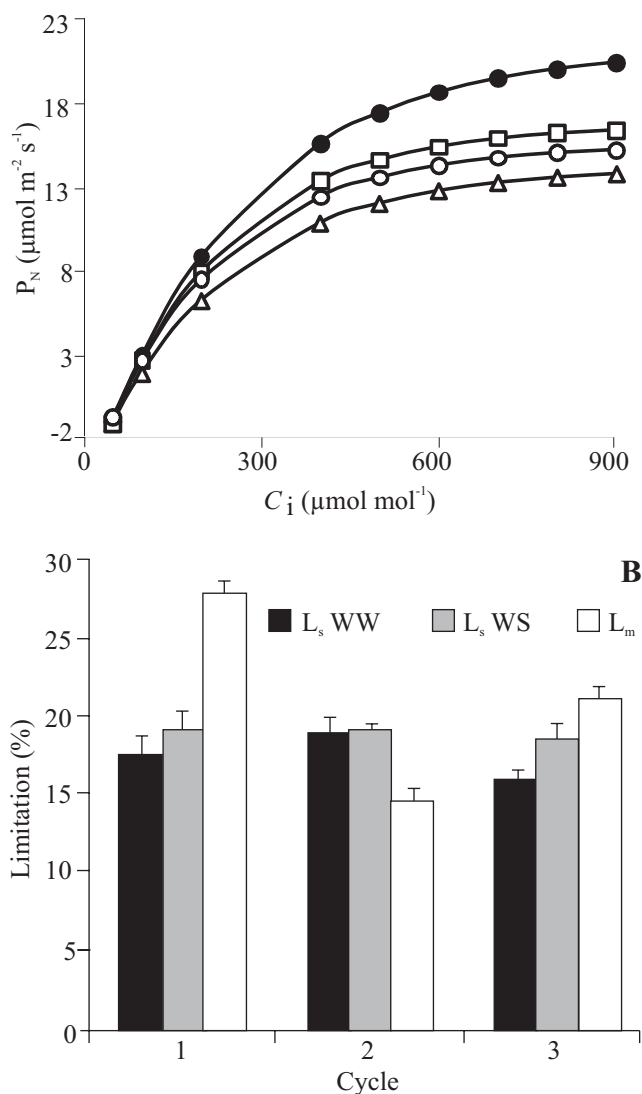 23
18
13
8
3
-2
P_N (μmol m⁻² s⁻¹)
0 300 600 900
C i (μmol mol⁻¹)
B
L_s WW L_s WS L_m
30
25
20
15
10
5
0
Limitation (%)
1 2 3
Cycle